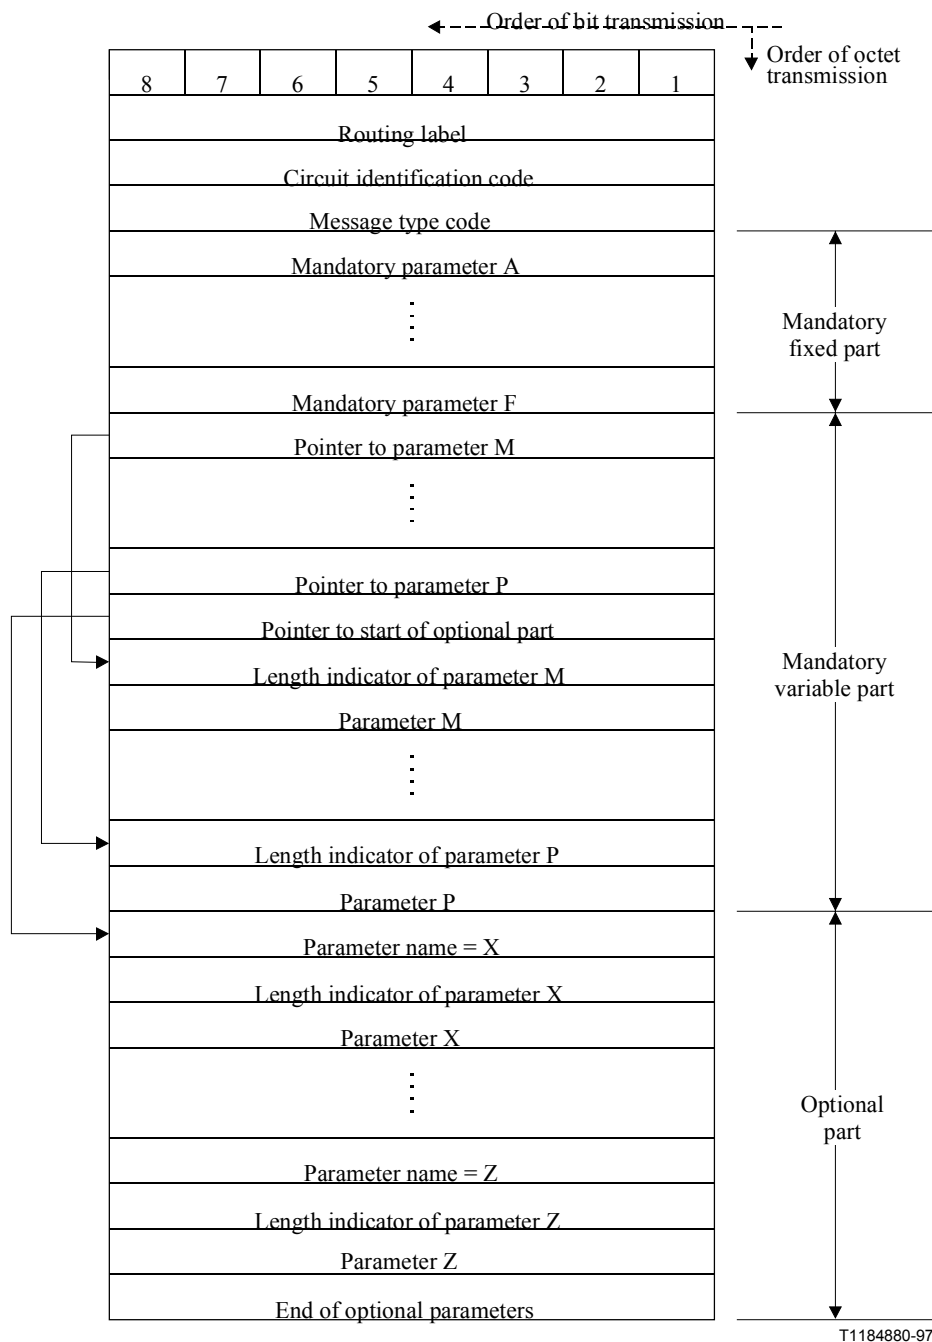 Order of bit transmission
Order of octet
transmission
8 7 6 5 4 3 2 1
Routing label
Circuit identification code
Message type code
Mandatory parameter A
Mandatory
fixed part
Mandatory parameter F
Pointer to parameter M
Pointer to parameter P
Pointer to start of optional part
Length indicator of parameter M
Mandatory
variable part
Parameter M
Length indicator of parameter P
Parameter P
Parameter name = X
Length indicator of parameter X
Parameter X
Optional
part
Parameter name = Z
Length indicator of parameter Z
Parameter Z
End of optional parameters
T1184880-97